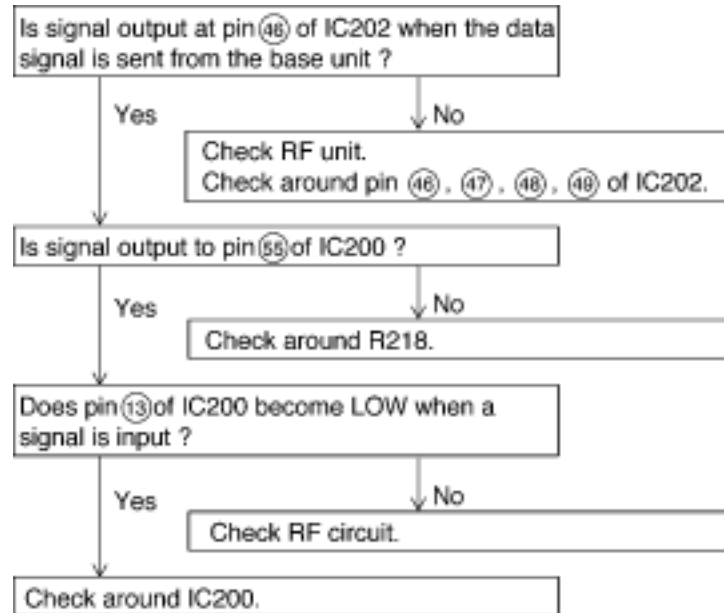 Is signal output at pin 46 of IC202 when the data
signal is sent from the base unit ?
Yes
No
Check RF unit.
Check around pin 46 , 47 , 48 , 49 of IC202.
Is signal output to pin 55 of IC200 ?
Yes
No
Check around R218.
Does pin 13 of IC200 become LOW when a
signal is input ?
Yes
No
Check RF circuit.
Check around IC200.